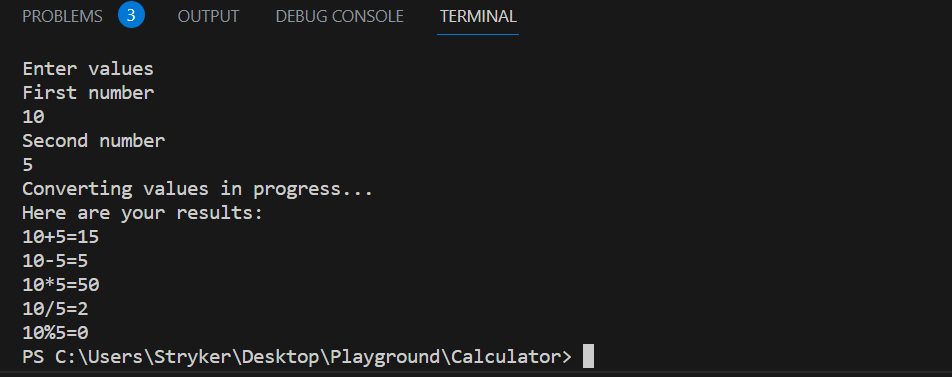 PROBLEMS 3 OUTPUT DEBUG CONSOLE TERMINAL
Enter values
First number
10
Second number
5
Converting values in progress...
Here are your results:
10+5=15
10-5=5
10*5=50
10/5=2
10%5=0
PS C:\Users\Stryker\Desktop\Playground\Calculator>